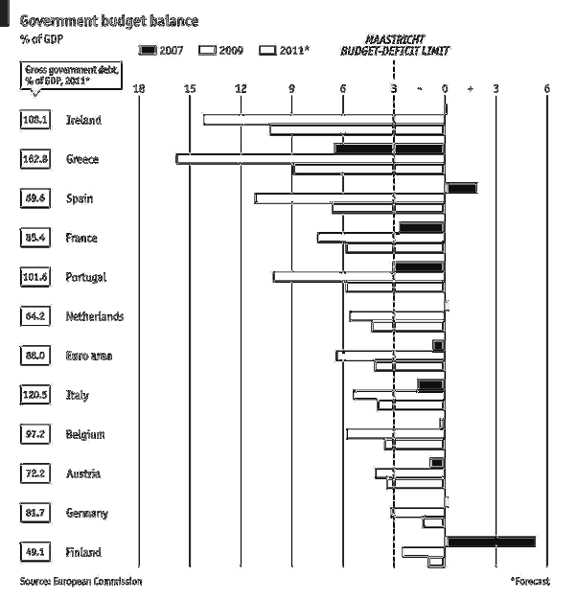 Government budget balance
% of GDP
2007 2009 2011*
MAASTRICHT
BUDGET-DEFICIT LIMIT
Gross government debt,
% of GDP, 2011*
18 15 12 9 6 3 - 0 + 3 6
108.1 Ireland
162.8 Greece
69.6 Spain
85.4 France
101.6 Portugal
64.2 Netherlands
88.0 Euro area
120.5 Italy
97.2 Belgium
72.2 Austria
81.7 Germany
49.1 Finland
Source: European Commission
*Forecast